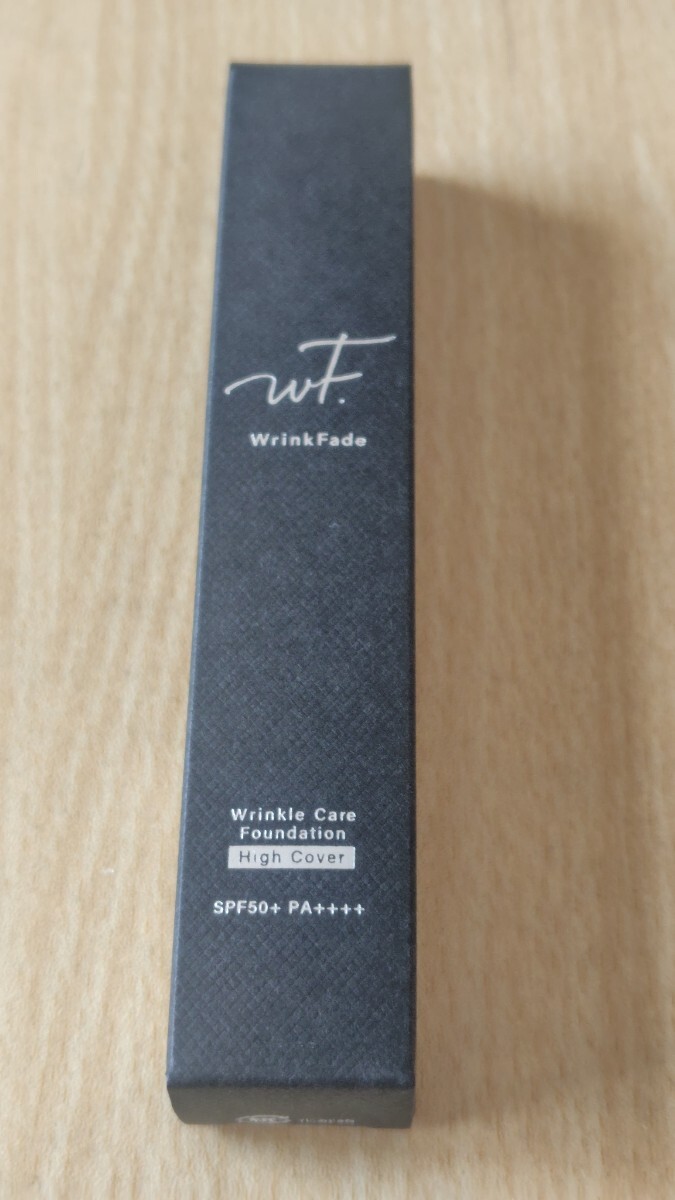 wF.
WrinkFade
Wrinkle Care
Foundation
High Cover
SPF50+ PA++++